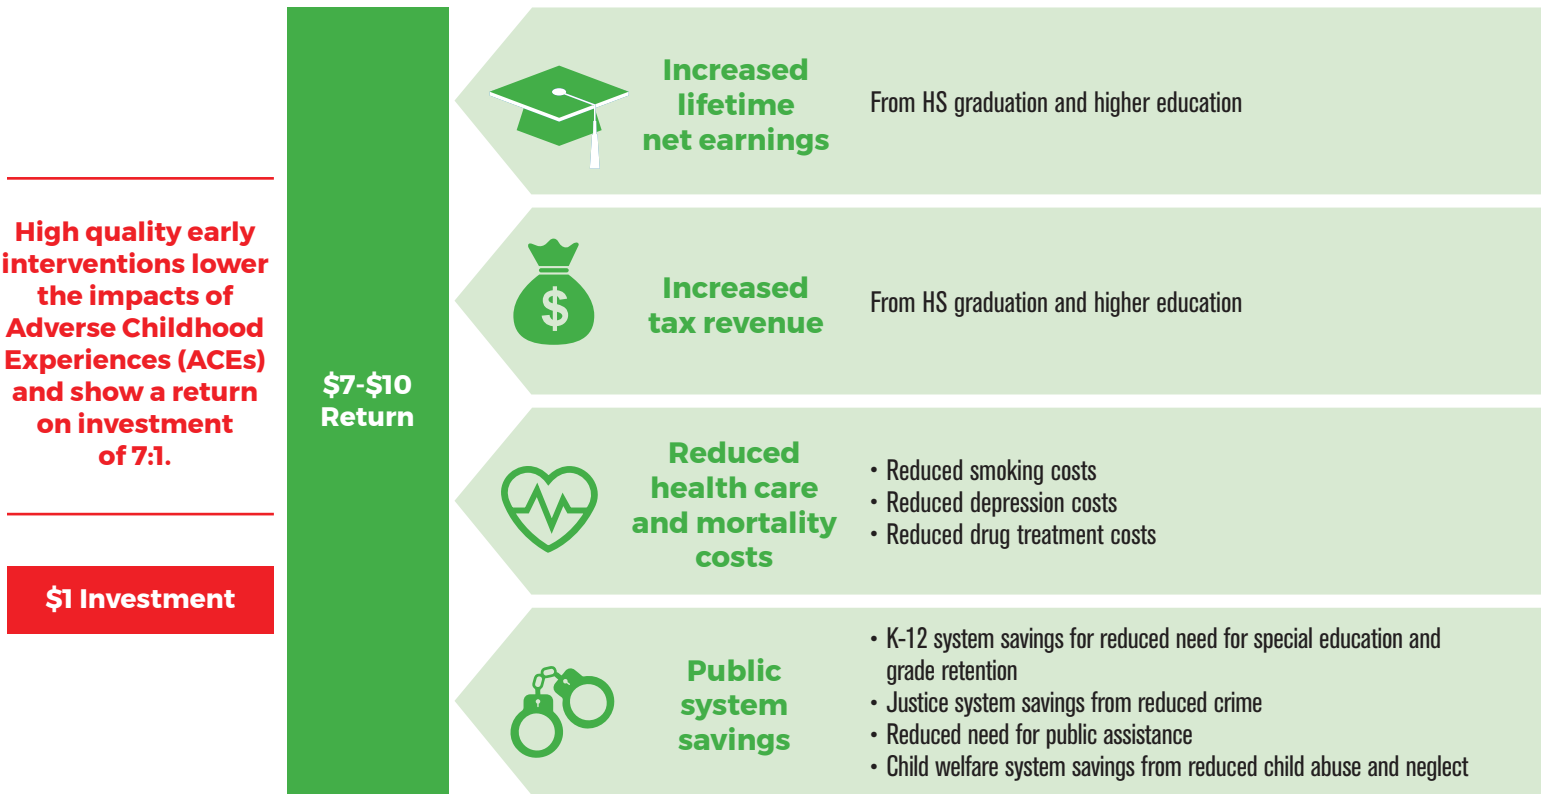 High quality early
interventions lower
the impacts of
Adverse Childhood
Experiences (ACEs)
and show a return
on investment
of 7:1.
$1 Investment
$7-$10
Return
Increased
lifetime
net earnings
From HS graduation and higher education
$
Increased
tax revenue
From HS graduation and higher education
Reduced
health care
and mortality
costs
• Reduced smoking costs
• Reduced depression costs
• Reduced drug treatment costs
Public
system
savings
• K-12 system savings for reduced need for special education and
grade retention
• Justice system savings from reduced crime
• Reduced need for public assistance
• Child welfare system savings from reduced child abuse and neglect